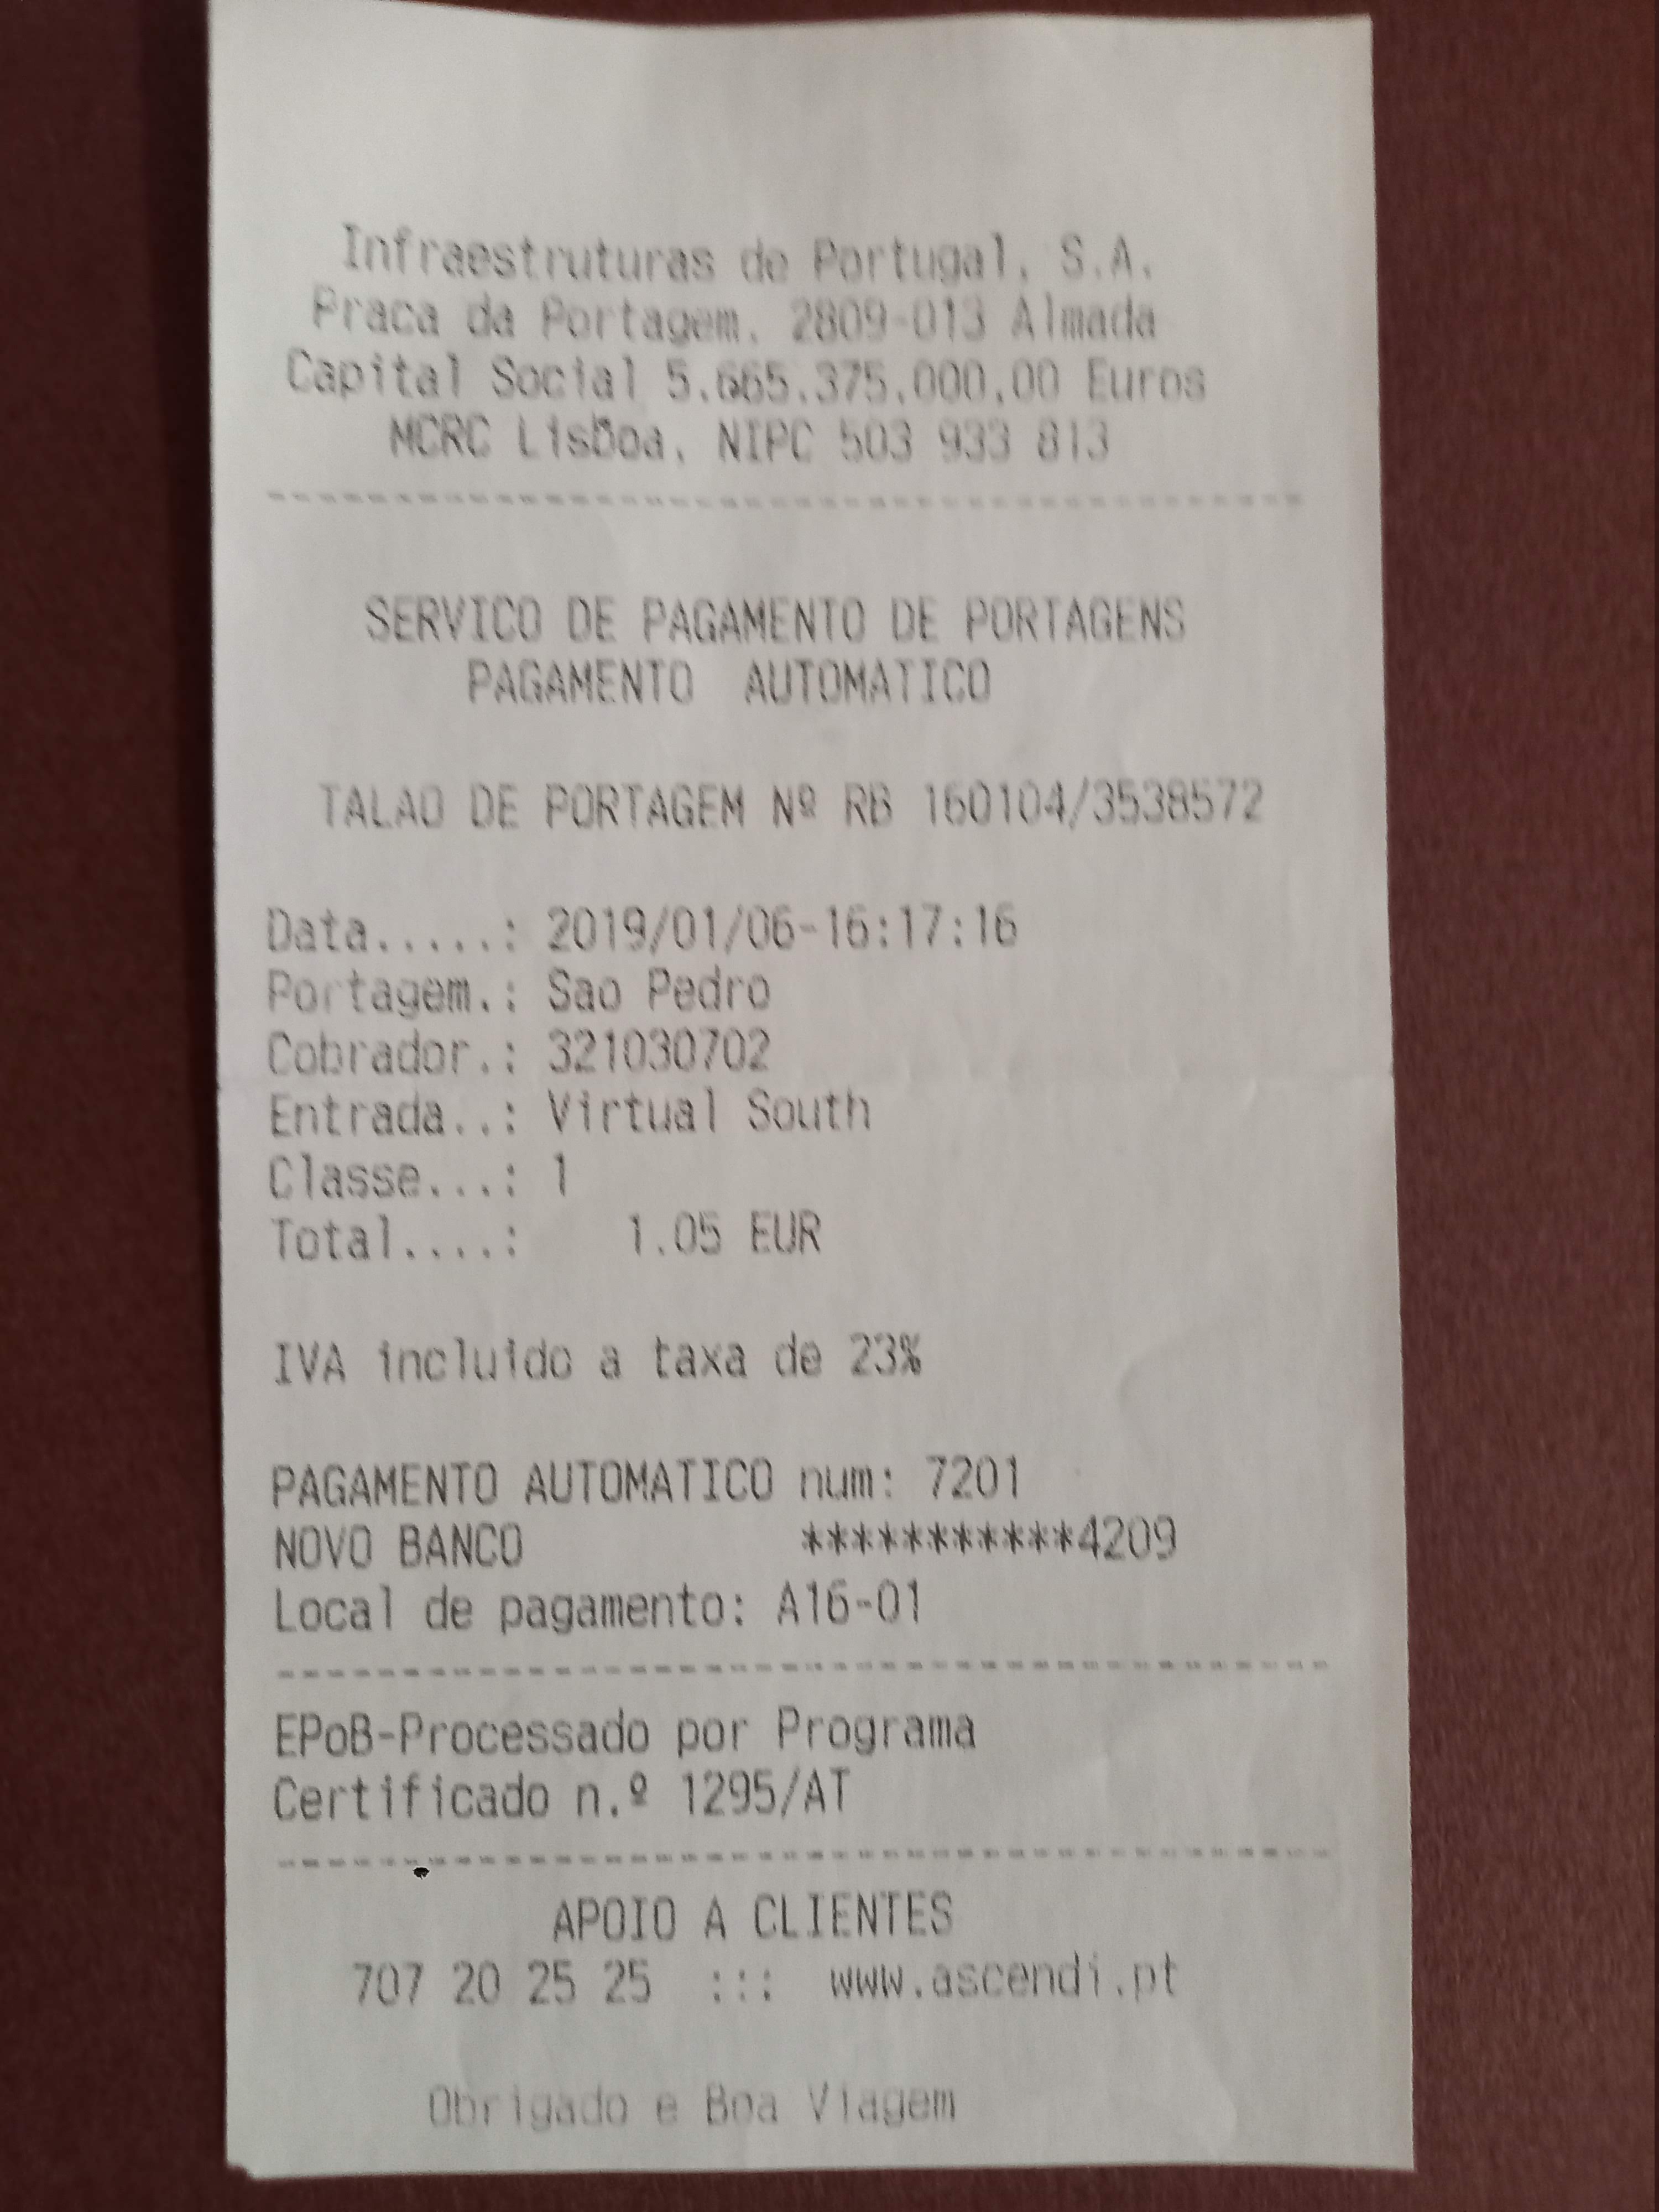 Infraestruturas de Portugal, S.A.
Praca da Portagem, 2809-013 Almada
Capital Social 5.665.375.000,00 Euros
MCRC Lisboa, NIPC 503 933 813
SERVICO DE PAGAMENTO DE PORTAGENS
PAGAMENTO AUTOMATICO
TALAO DE PORTAGEM Nº RB 160104/3538572
Data.....: 2019/01/06-16:17:16
Portagem.: Sao Pedro
Cobrador.: 321030702
Entrada..: Virtual South
Classe...: 1
Total....: 1.05 EUR
IVA incluido a taxa de 23%
PAGAMENTO AUTOMATICO num: 7201
NOVO BANCO ***********4209
Local de pagamento: A16-01
EPoB-Processado por Programa
Certificado n.º 1295/AT
APOIO A CLIENTES
707 20 25 25 ::: www.ascendi.pt
Obrigado e Boa Viagem